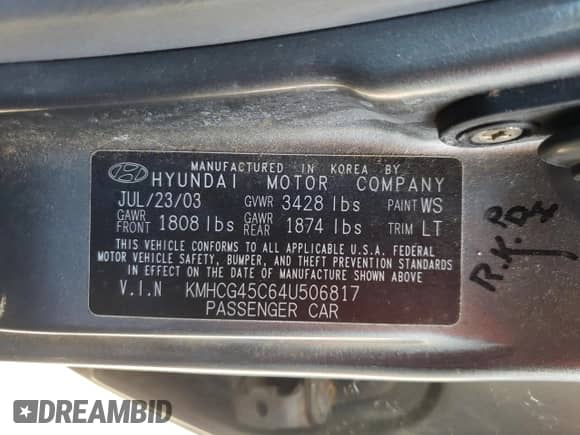 MANUFACTURED IN KOREA BY
HYUNDAI MOTOR COMPANY
JUL/23/03 GVWR 3428 lbs PAINT WS
GAWR FRONT 1808 lbs GAWR REAR 1874 lbs TRIM LT
THIS VEHICLE CONFORMS TO ALL APPLICABLE U.S.A. FEDERAL
MOTOR VEHICLE SAFETY, BUMPER, AND THEFT PREVENTION STANDARDS
IN EFFECT ON THE DATE OF MANUFACTURE SHOWN ABOVE.
V.I.N KMHCG45C64U506817
PASSENGER CAR
DREAMBID